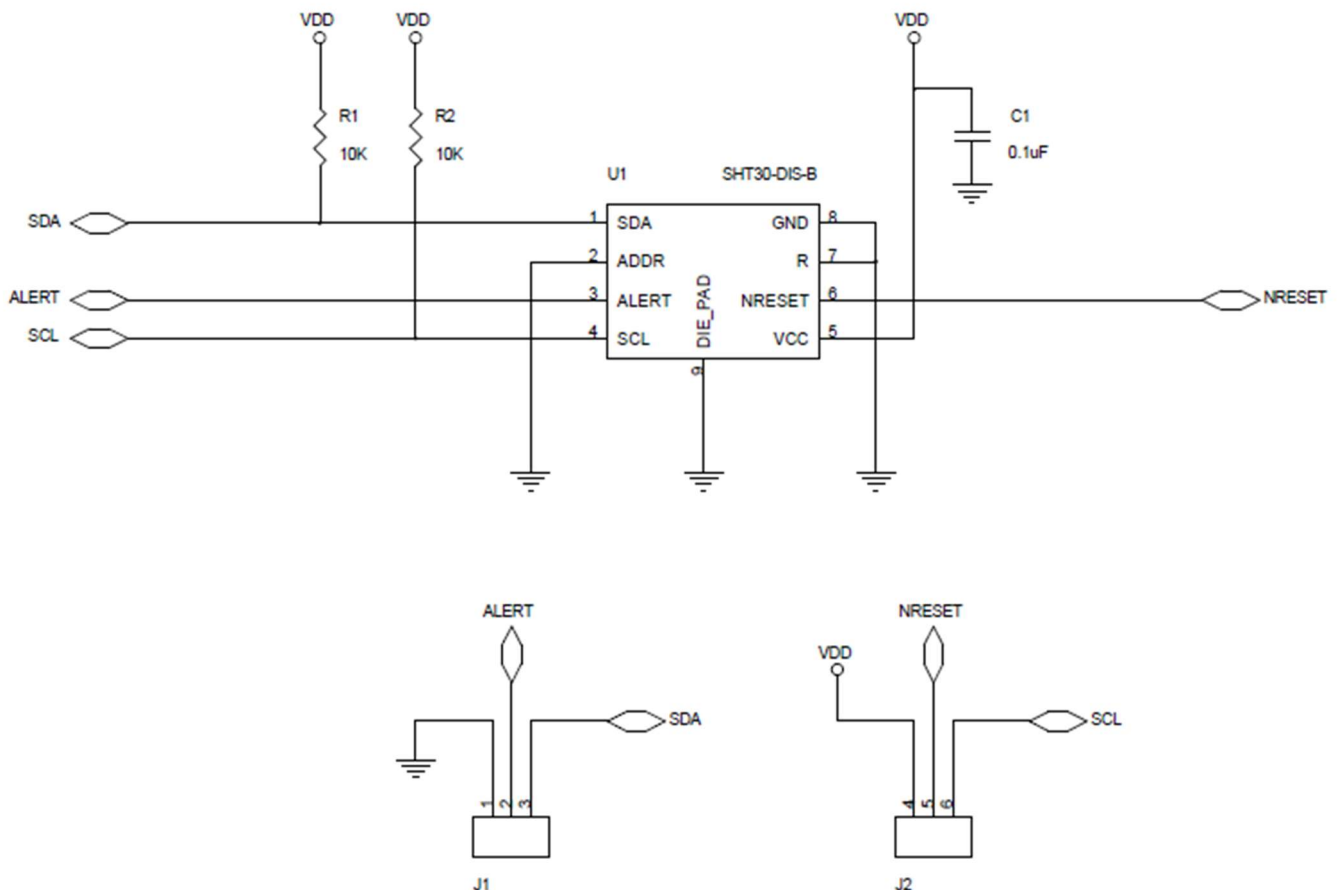 VDD VDD VDD
R1 R2 C1
10K 10K 0.1uF
U1 SHT30-DIS-B
SDA 1 SDA GND 8
2 ADDR R 7
ALERT 3 ALERT NRESET 6 NRESET
SCL 4 SCL VCC 5
DIE_PAD
9
ALERT NRESET
VDD
SDA SCL
1 2 3 4 5 6
J1 J2